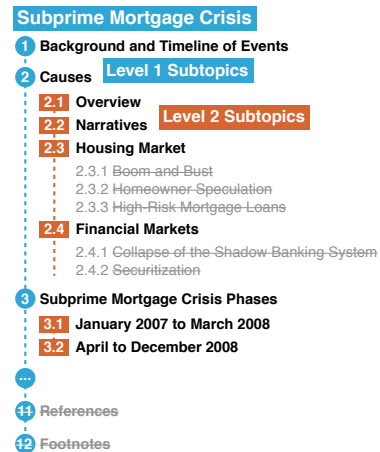 Subprime Mortgage Crisis
1 Background and Timeline of Events
2 Causes Level 1 Subtopics
2.1 Overview
2.2 Narratives Level 2 Subtopics
2.3 Housing Market
2.3.1 Boom and Bust
2.3.2 Homeowner Speculation
2.3.3 High-Risk Mortgage Loans
2.4 Financial Markets
2.4.1 Collapse of the Shadow Banking System
2.4.2 Securitization
3 Subprime Mortgage Crisis Phases
3.1 January 2007 to March 2008
3.2 April to December 2008
...
11 References
12 Footnotes